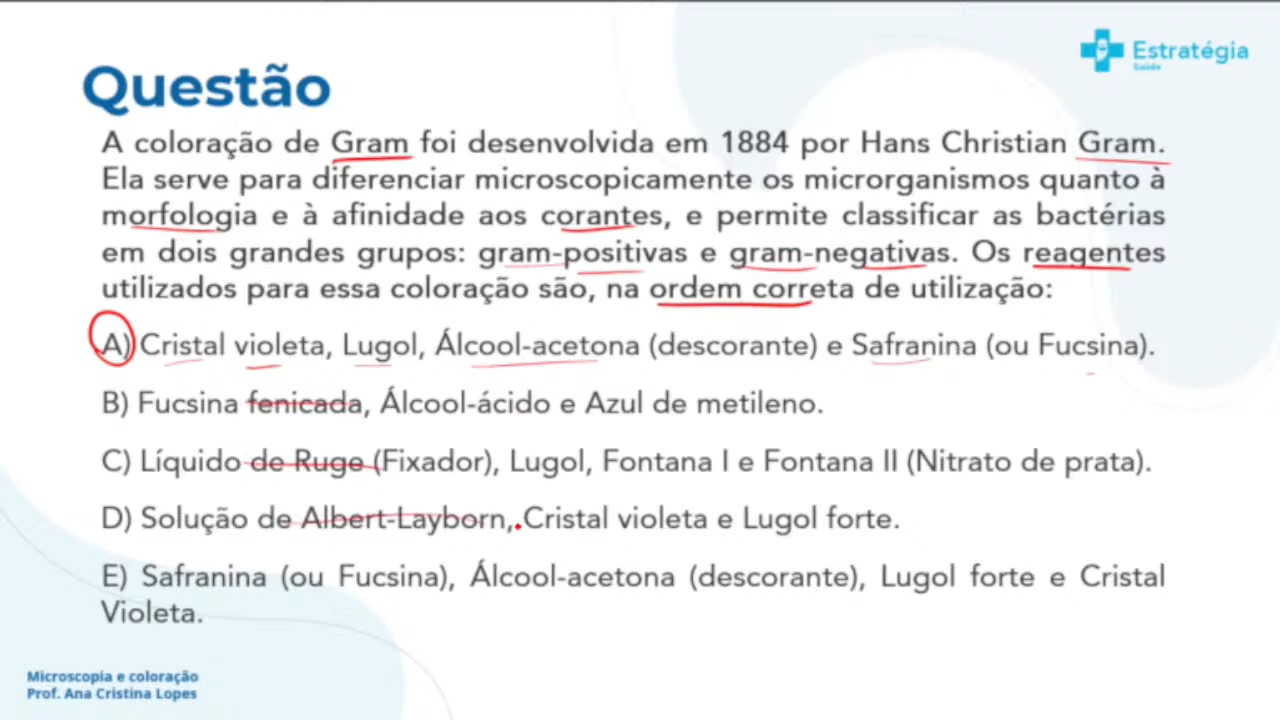 Estratégia
Saúde
Questão
A coloração de Gram foi desenvolvida em 1884 por Hans Christian Gram.
Ela serve para diferenciar microscopicamente os microrganismos quanto à
morfologia e à afinidade aos corantes, e permite classificar as bactérias
em dois grandes grupos: gram-positivas e gram-negativas. Os reagentes
utilizados para essa coloração são, na ordem correta de utilização:
A) Cristal violeta, Lugol, Álcool-acetona (descorante) e Safranina (ou Fucsina).
B) Fucsina fenicada, Álcool-ácido e Azul de metileno.
C) Líquido de Ruge (Fixador), Lugol, Fontana I e Fontana II (Nitrato de prata).
D) Solução de Albert-Layborn, Cristal violeta e Lugol forte.
E) Safranina (ou Fucsina), Álcool-acetona (descorante), Lugol forte e Cristal
Violeta.
Microscopia e coloração
Prof. Ana Cristina Lopes